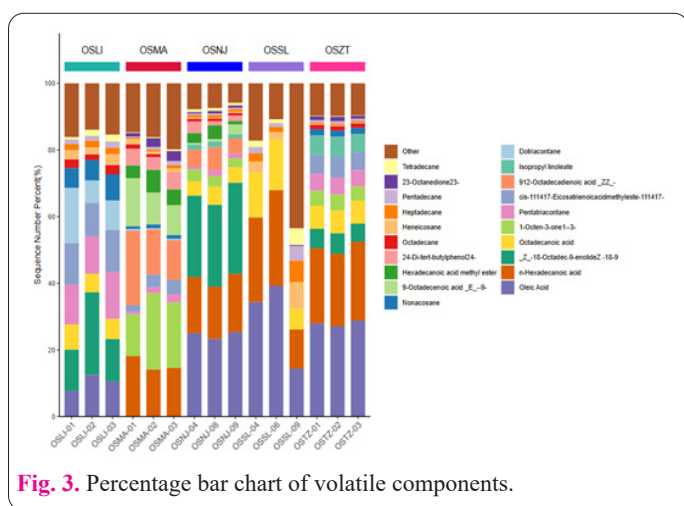 OSLI OSMA OSNJ OSSL OSZT
100
80
60
40
20
0
Sequence Number Percent(%)
OSLI-01 OSLI-02 OSLI-03 OSMA-01 OSMA-02 OSMA-03 OSNJ-04 OSNJ-08 OSNJ-09 OSSL-04 OSSL-06 OSSL-09 OSTZ-01 OSTZ-02 OSTZ-03
Other
Tetradecane
23-Octanedione23-
Pentadecane
Heptadecane
Heneicosane
Octadecane
24-Di-tert-butylphenol24-
Hexadecanoic acid methyl ester
9-Octadecenoic acid _E_--9-
Nonacosane
Dotriacontane
Isopropyl linoleate
912-Octadecadienoic acid _ZZ_-
cis-111417-Eicosatrienoicacidmethyleste-111417-
Pentatriacontane
1-Octen-3-one1--3-
Octadecanoic acid
_Z_-18-Octadec-9-enolideZ -18-9
n-Hexadecanoic acid
Oleic Acid
Fig. 3. Percentage bar chart of volatile components.